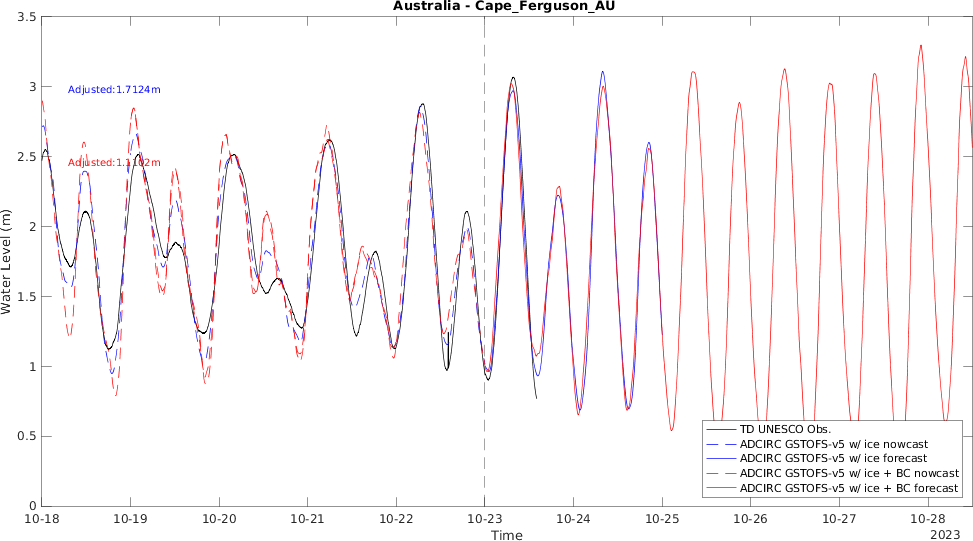 Australia - Cape_Ferguson_AU
3.5
3
2.5
2
1.5
1
0.5
0
Water Level (m)
Adjusted:1.7124m
TD UNESCO Obs.
ADCIRC GSTOFS-v5 w/ ice nowcast
ADCIRC GSTOFS-v5 w/ ice forecast
ADCIRC GSTOFS-v5 w/ ice + BC nowcast
ADCIRC GSTOFS-v5 w/ ice + BC forecast
10-18 10-19 10-20 10-21 10-22 10-23 10-24 10-25 10-26 10-27 10-28
Time
2023